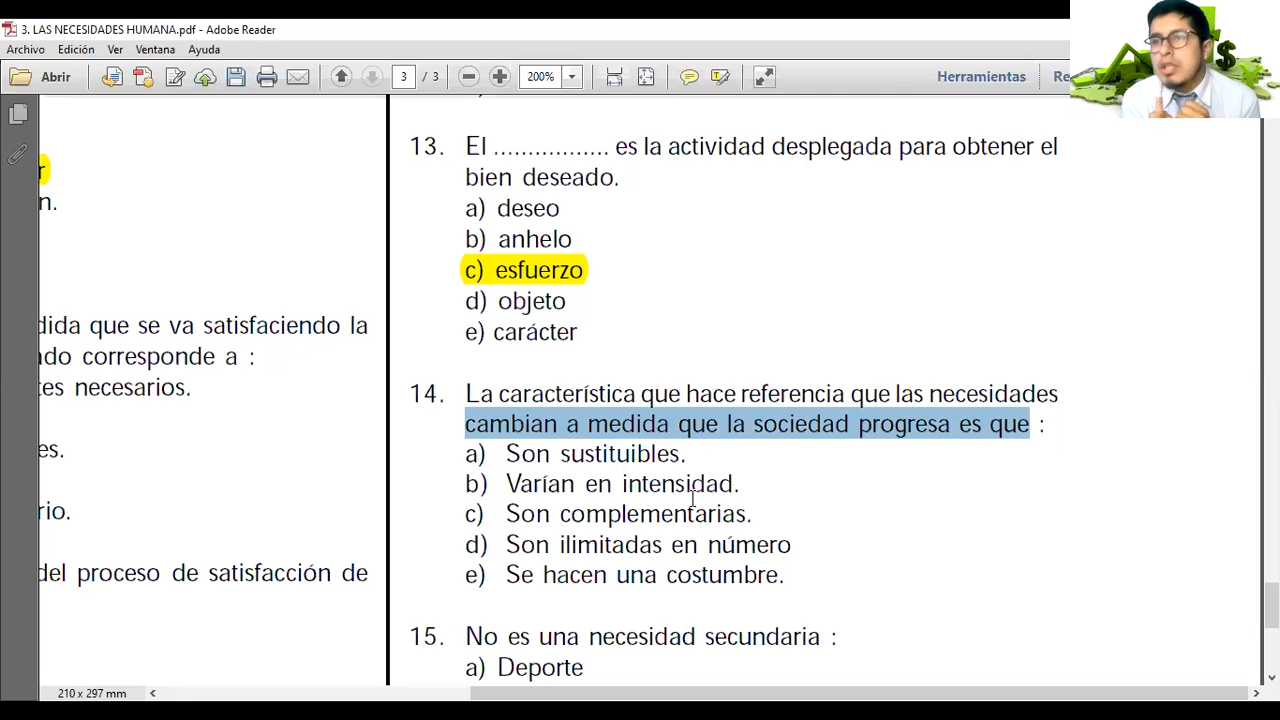 3. LAS NECESIDADES HUMANA.pdf - Adobe Reader
Archivo Edición Ver Ventana Ayuda
Abrir 3 / 3 200% Herramientas
r
n.
dida que se va satisfaciendo la
ado corresponde a :
tes necesarios.
es.
rio.
del proceso de satisfacción de
13. El ................. es la actividad desplegada para obtener el
bien deseado.
a) deseo
b) anhelo
c) esfuerzo
d) objeto
e) carácter
14. La característica que hace referencia que las necesidades
cambian a medida que la sociedad progresa es que :
a) Son sustituibles.
b) Varían en intensidad.
c) Son complementarias.
d) Son ilimitadas en número
e) Se hacen una costumbre.
15. No es una necesidad secundaria :
a) Deporte
210 x 297 mm